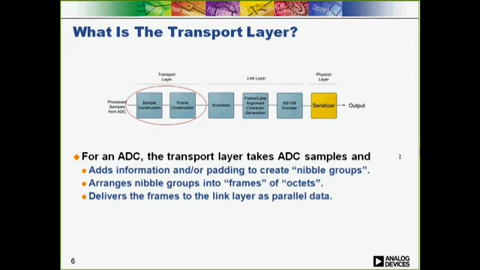 What Is The Transport Layer?
Transport
Layer
Link Layer
Physical
Layer
Processed
Samples
from ADC
Sample
Construction
Frame
Construction
Scrambler
Frame/Lane
Alignment
Character
Generation
8B/10B
Encoder
Serializer
Output
For an ADC, the transport layer takes ADC samples and
Adds information and/or padding to create “nibble groups”.
Arranges nibble groups into “frames” of “octets”.
Delivers the frames to the link layer as parallel data.
6
ANALOG
DEVICES